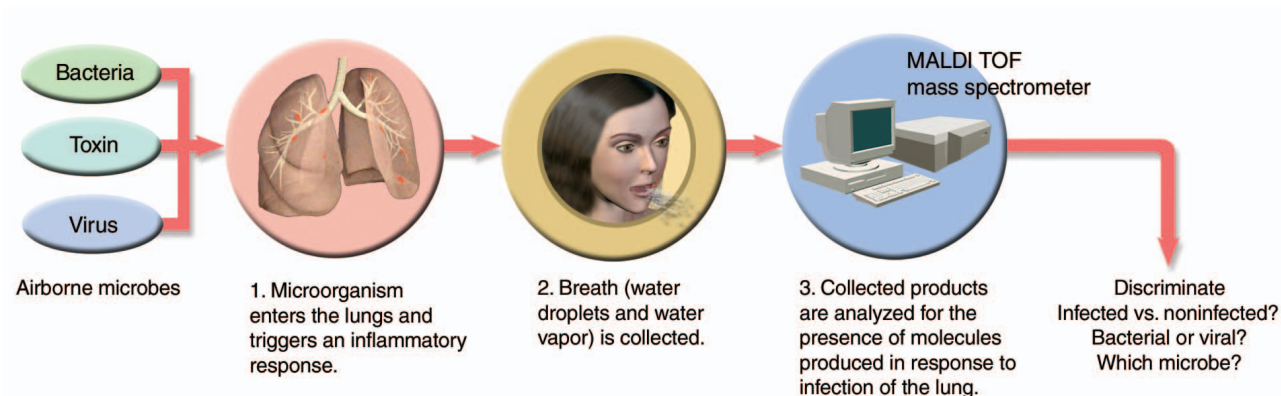 Bacteria
Toxin
Virus
Airborne microbes
1. Microorganism
enters the lungs and
triggers an inflammatory
response.
2. Breath (water
droplets and water
vapor) is collected.
MALDI TOF
mass spectrometer
3. Collected products
are analyzed for the
presence of molecules
produced in response to
infection of the lung.
Discriminate
Infected vs. noninfected?
Bacterial or viral?
Which microbe?